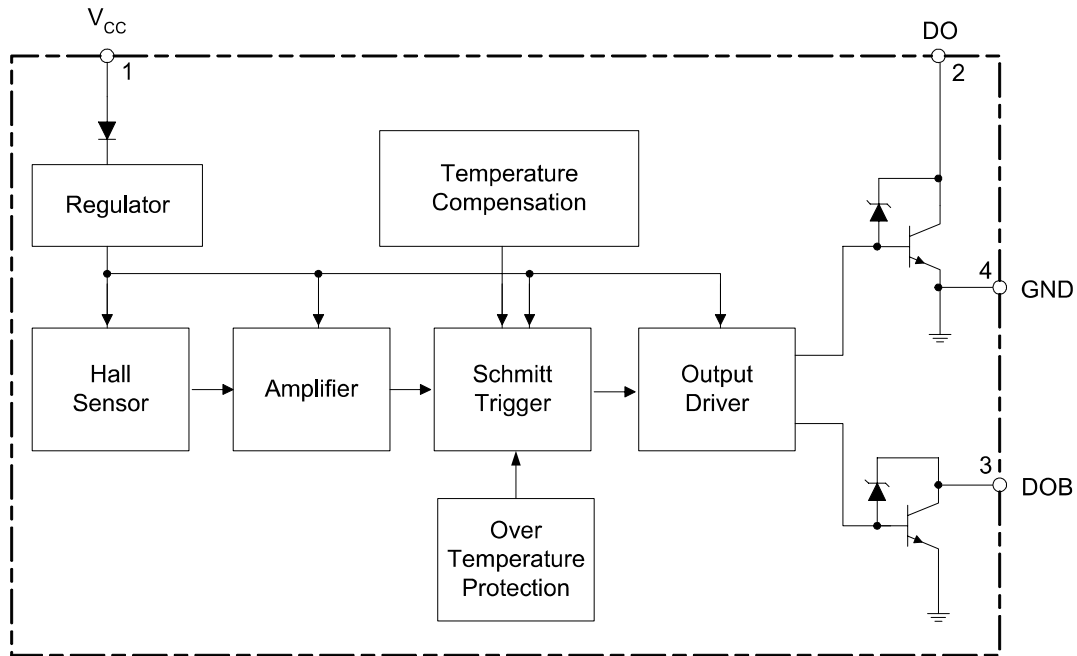 V_CC
DO
1
2
Regulator
Temperature
Compensation
4
GND
Hall
Sensor
Amplifier
Schmitt
Trigger
Output
Driver
3
DOB
Over
Temperature
Protection